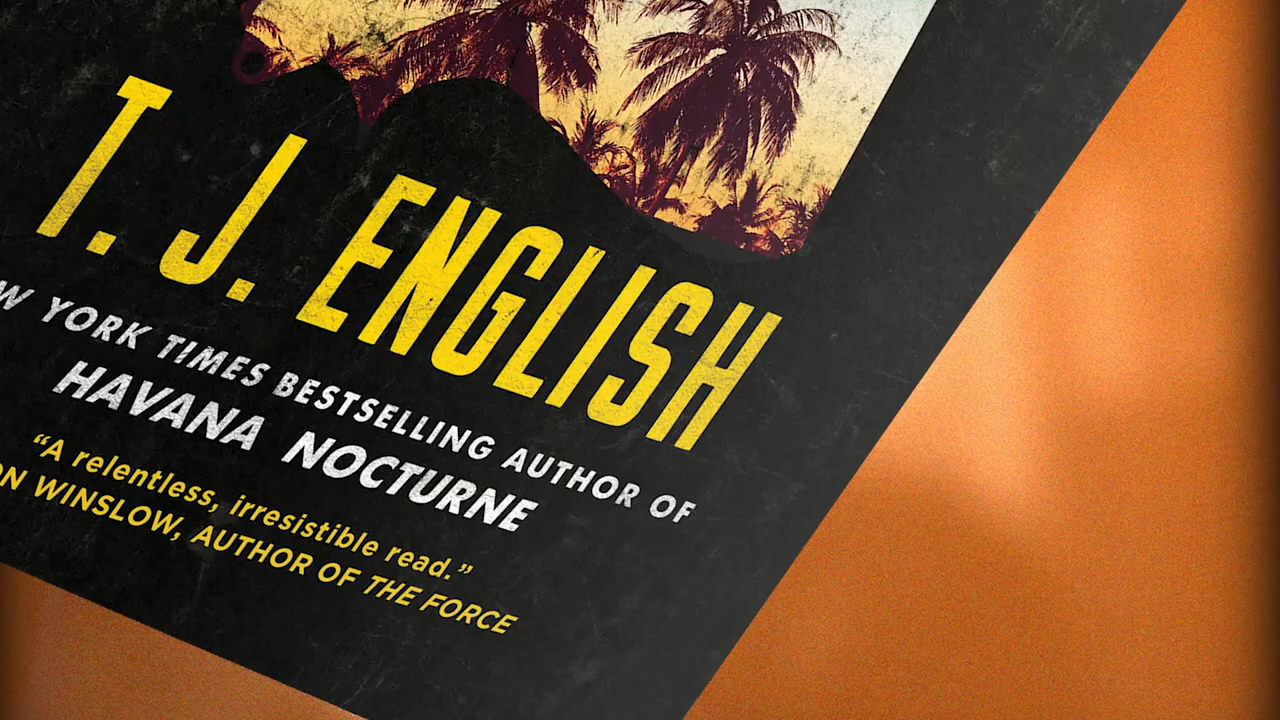 T. J. ENGLISH
YORK TIMES BESTSELLING AUTHOR OF
HAVANA NOCTURNE
“A relentless, irresistible read.”
WINSLOW, AUTHOR OF THE FORCE